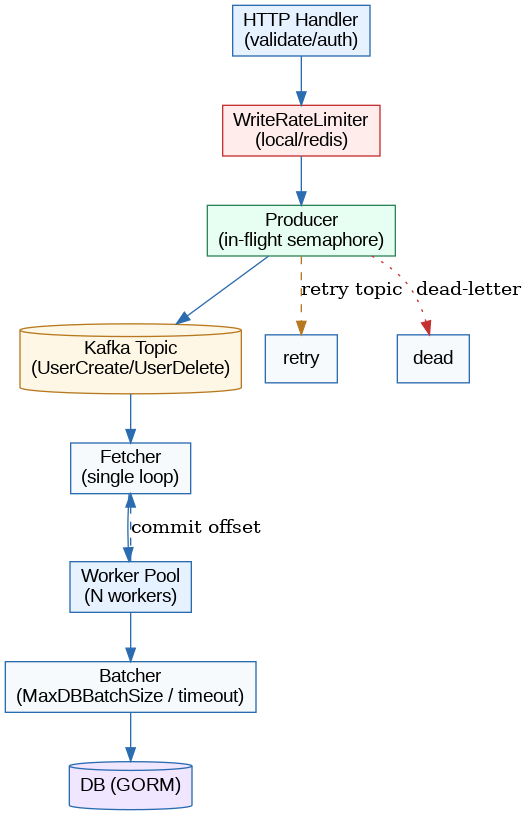 HTTP Handler
(validate/auth)
WriteRateLimiter
(local/redis)
Producer
(in-flight semaphore)
retry topic
dead-letter
Kafka Topic
(UserCreate/UserDelete)
retry
dead
Fetcher
(single loop)
commit offset
Worker Pool
(N workers)
Batcher
(MaxDBBatchSize / timeout)
DB (GORM)